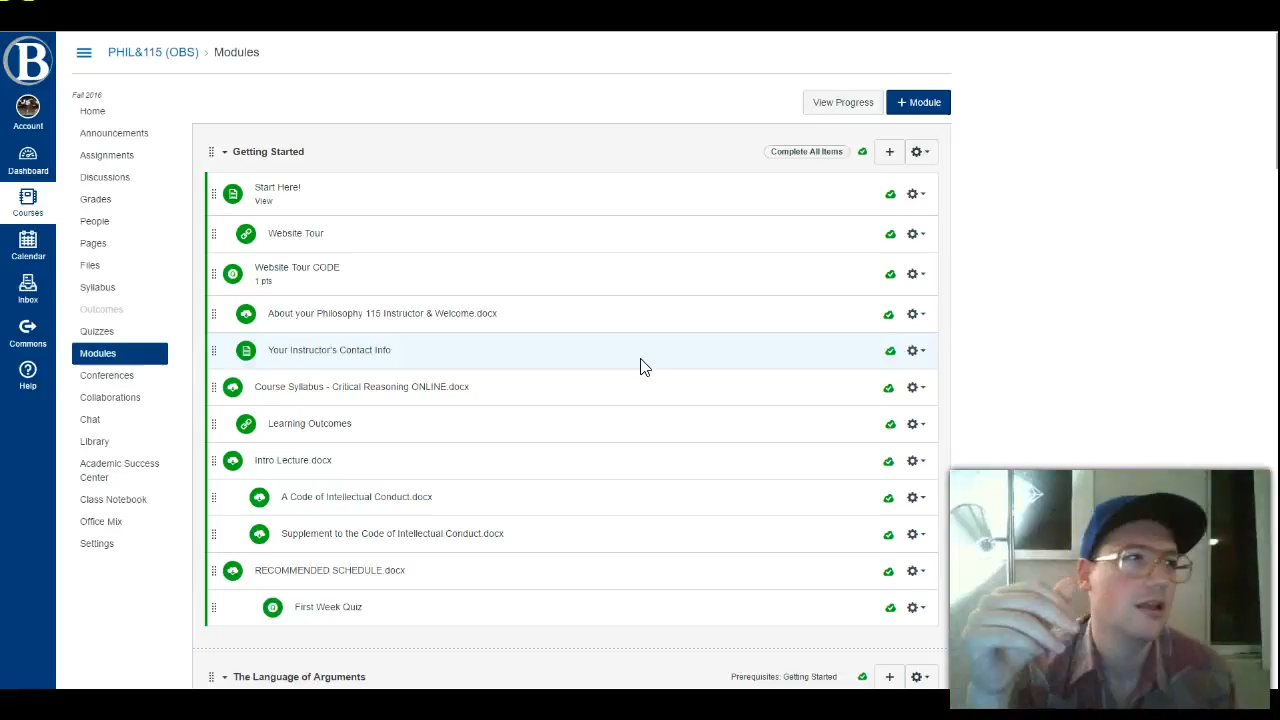 B
PHIL&115 (OBS) › Modules
Fall 2016
View Progress
+ Module
Account
Dashboard
Courses
Calendar
Inbox
Commons
Help
Home
Announcements
Assignments
Discussions
Grades
People
Pages
Files
Syllabus
Outcomes
Quizzes
Modules
Conferences
Collaborations
Chat
Library
Academic Success
Center
Class Notebook
Office Mix
Settings
Getting Started
Complete All Items
Start Here!
View
Website Tour
Website Tour CODE
1 pts
About your Philosophy 115 Instructor & Welcome.docx
Your Instructor's Contact Info
Course Syllabus - Critical Reasoning ONLINE.docx
Learning Outcomes
Intro Lecture.docx
A Code of Intellectual Conduct.docx
Supplement to the Code of Intellectual Conduct.docx
RECOMMENDED SCHEDULE.docx
First Week Quiz
The Language of Arguments
Prerequisites: Getting Started